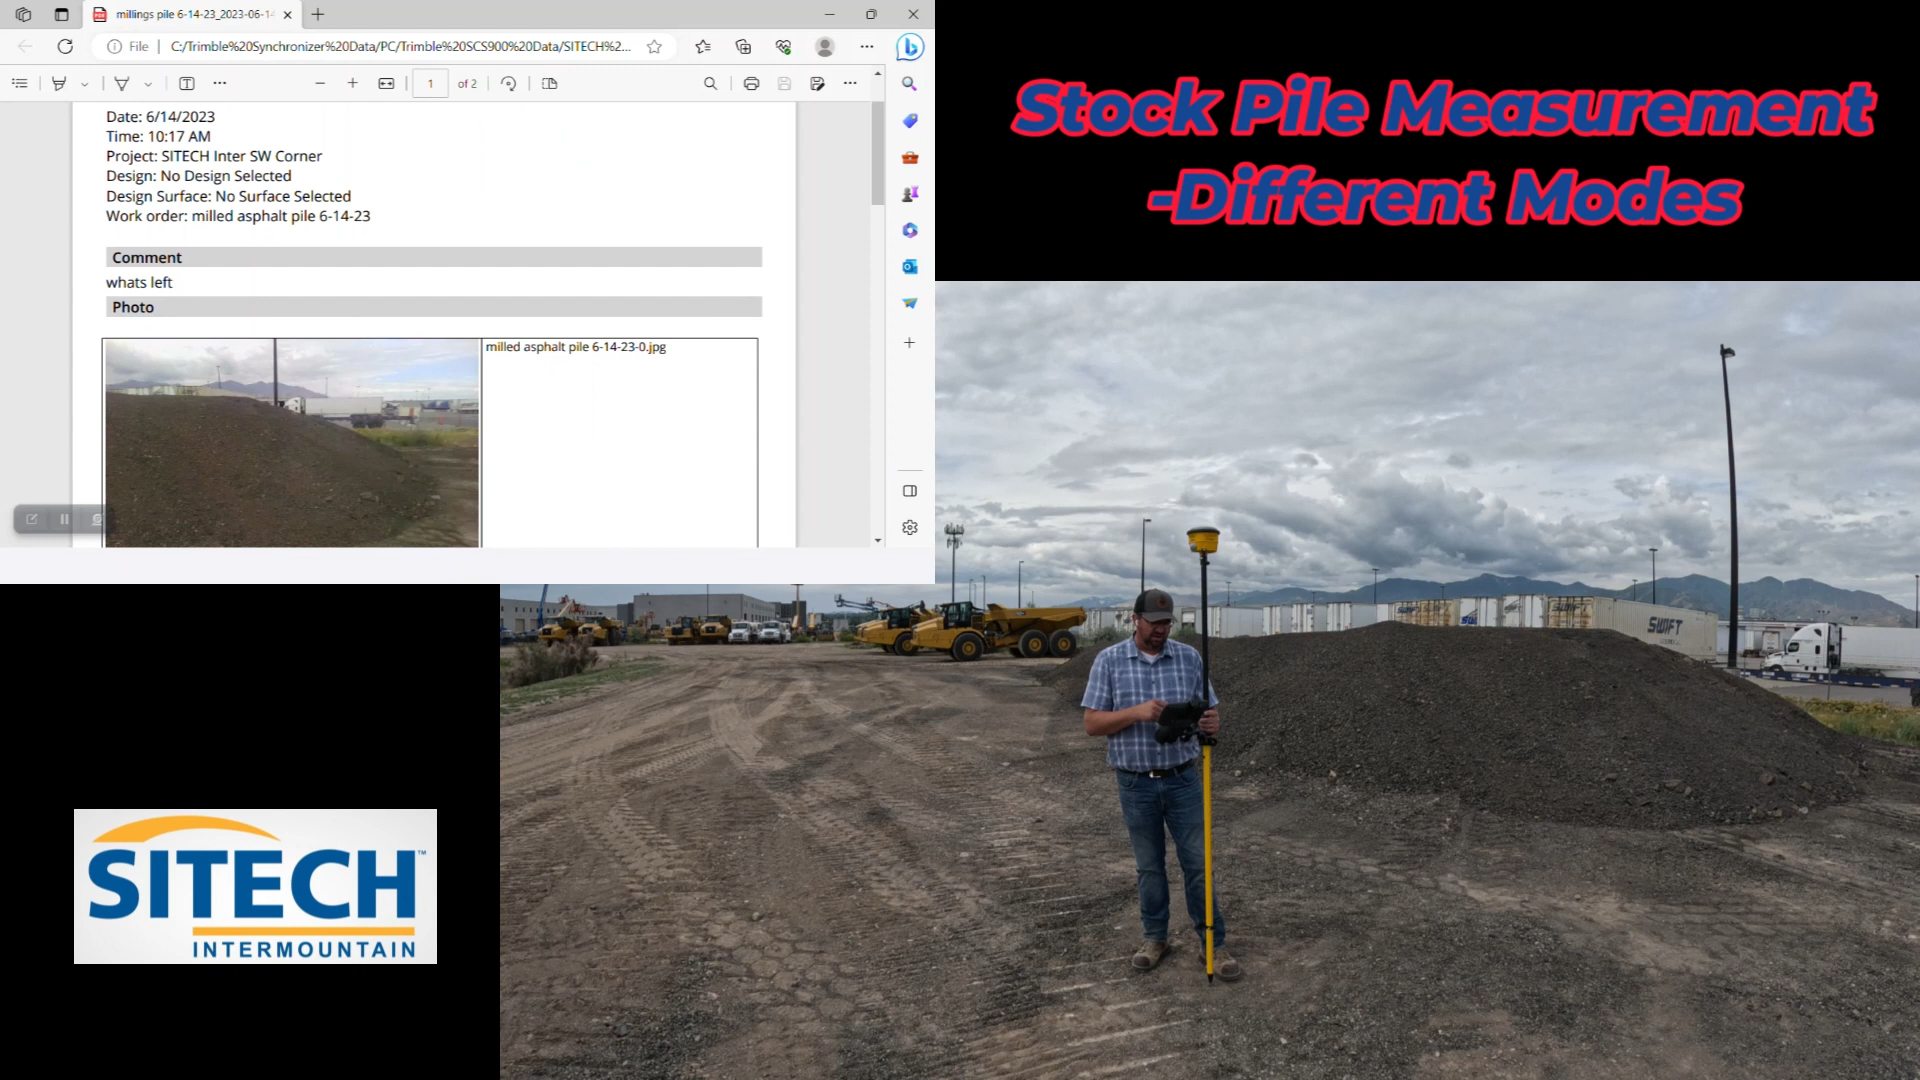 millings pile 6-14-23_2023-06-14
File
C:/Trimble%20Synchronizer%20Data/PC/Trimble%20SCS900%20Data/SITECH%2...
1 of 2
Date: 6/14/2023
Time: 10:17 AM
Project: SITECH Inter SW Corner
Design: No Design Selected
Design Surface: No Surface Selected
Work order: milled asphalt pile 6-14-23
Comment
whats left
Photo
milled asphalt pile 6-14-23-0.jpg
Stock Pile Measurement
-Different Modes
SWIFT
SITECH™
INTERMOUNTAIN